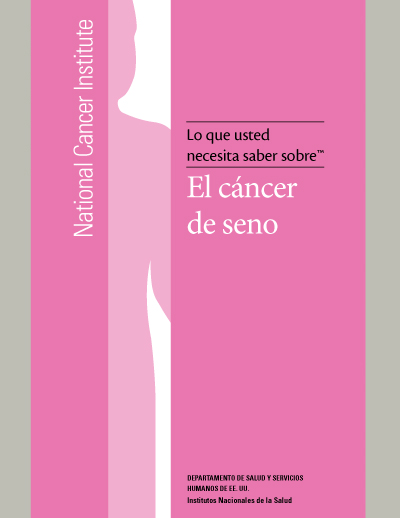 National Cancer Institute
Lo que usted
necesita saber sobre™
El cáncer
de seno
DEPARTAMENTO DE SALUD Y SERVICIOS
HUMANOS DE EE. UU.
Institutos Nacionales de la Salud